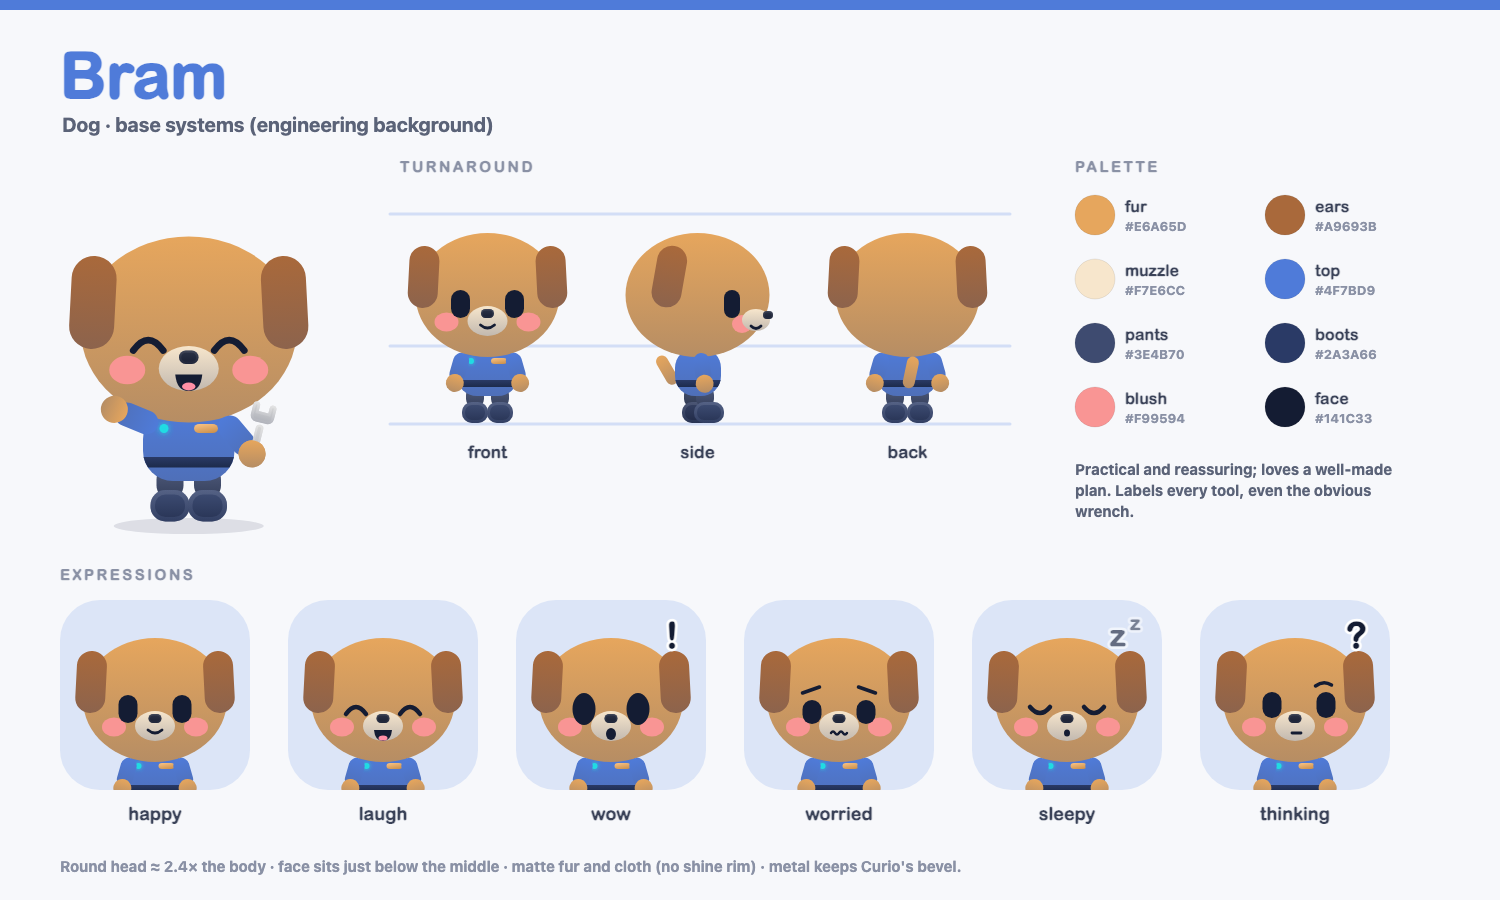 Bram
Dog · base systems (engineering background)
TURNAROUND
front
side
back
PALETTE
fur
#E6A65D
ears
#A9693B
muzzle
#F7E6CC
top
#4F7BD9
pants
#3E4B70
boots
#2A3A66
blush
#F99594
face
#141C33
Practical and reassuring; loves a well-made
plan. Labels every tool, even the obvious
wrench.
EXPRESSIONS
!
z z
?
happy
laugh
wow
worried
sleepy
thinking
Round head ≈ 2.4× the body · face sits just below the middle · matte fur and cloth (no shine rim) · metal keeps Curio's bevel.